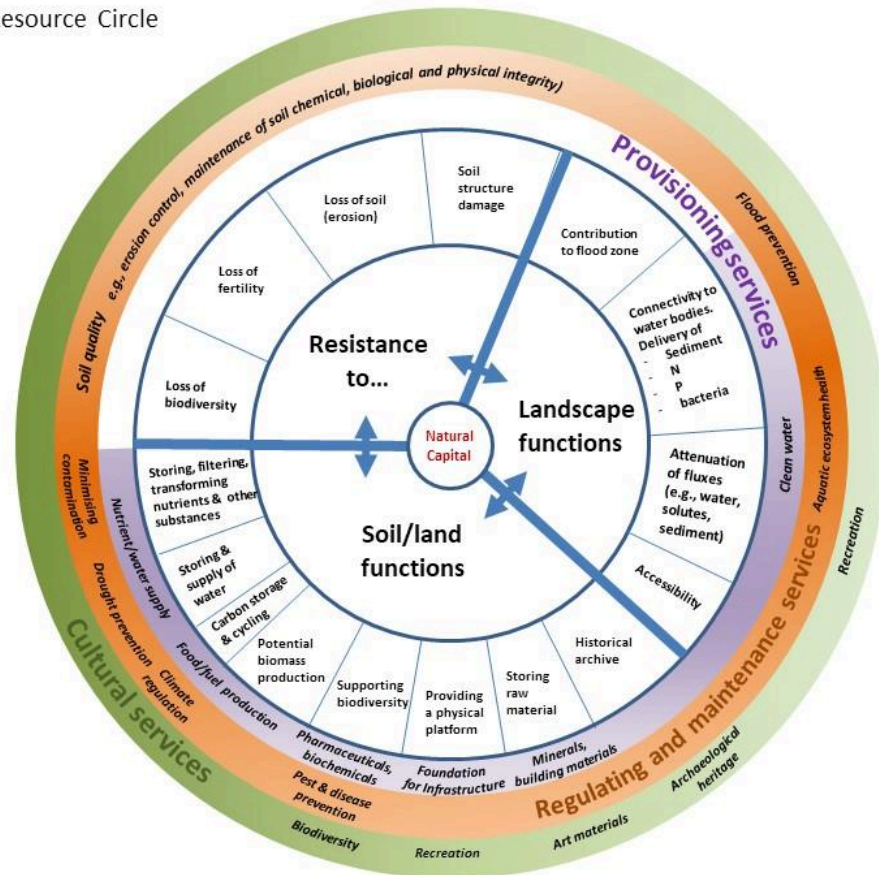 esource Circle
Soil quality e.g., erosion control, maintenance of soil chemical, biological and physical integrity)
Provisioning services
Flood prevention
Soil
structure
damage
Loss of soil
(erosion)
Contribution
to flood zone
Loss of
fertility
Connectivity to
water bodies.
Delivery of
- Sediment
- N
- P
- bacteria
Resistance
to...
Loss of
biodiversity
Landscape
functions
Natural
Capital
Clean water
Aquatic ecosystem health
Recreation
Attenuation
of fluxes
(e.g., water,
solutes,
sediment)
Accessibility
Minimising
contamination
Nutrient/water supply
Storing, filtering,
transforming
nutrients & other
substances
Soil/land
functions
Storing &
supply of
water
Carbon storage
& cycling
Potential
biomass
production
Supporting
biodiversity
Providing
a physical
platform
Storing
raw
material
Historical
archive
Drought prevention
Food/fuel production
Climate
regulation
Cultural services
Pharmaceuticals,
biochemicals
Foundation
for Infrastructure
Minerals,
building materials
Regulating and maintenance services
Pest & disease
prevention
Archaeological
heritage
Biodiversity
Recreation
Art materials